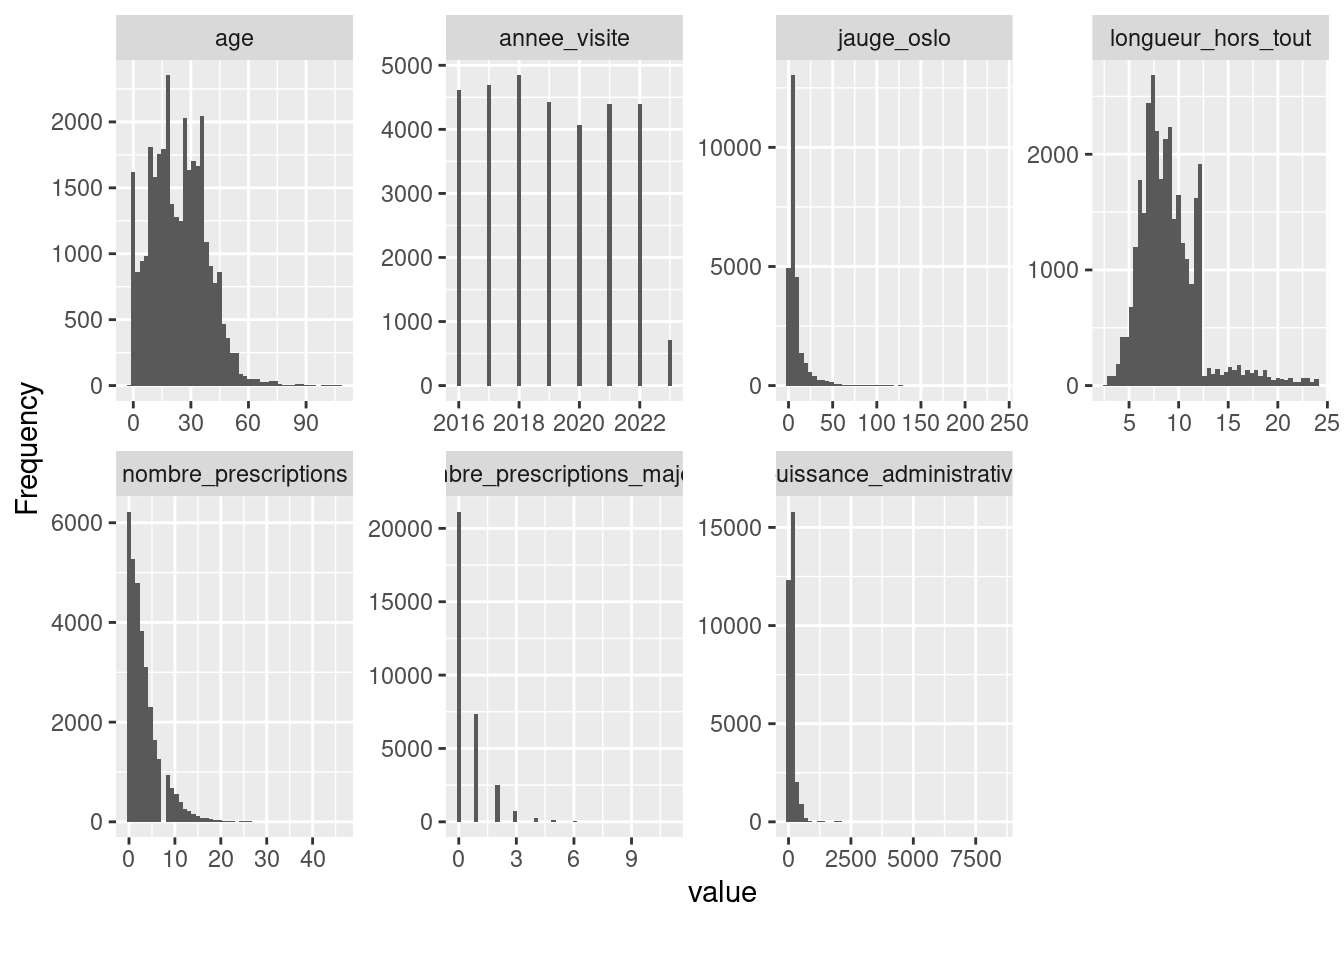 age
annee_visite
jauge_oslo
longueur_hors_tout
2000
1500
1000
500
0
0 30 60 90
5000
4000
3000
2000
1000
0
2016 2018 2020 2022
10000
5000
0
0 50 100 150 200 250
2000
1000
0
5 10 15 20 25
Frequency
nombre_prescriptions
nbre_prescriptions_maje
uissance_administrativ
6000
4000
2000
0
0 10 20 30 40
20000
15000
10000
5000
0
0 3 6 9
15000
10000
5000
0
0 2500 5000 7500
value